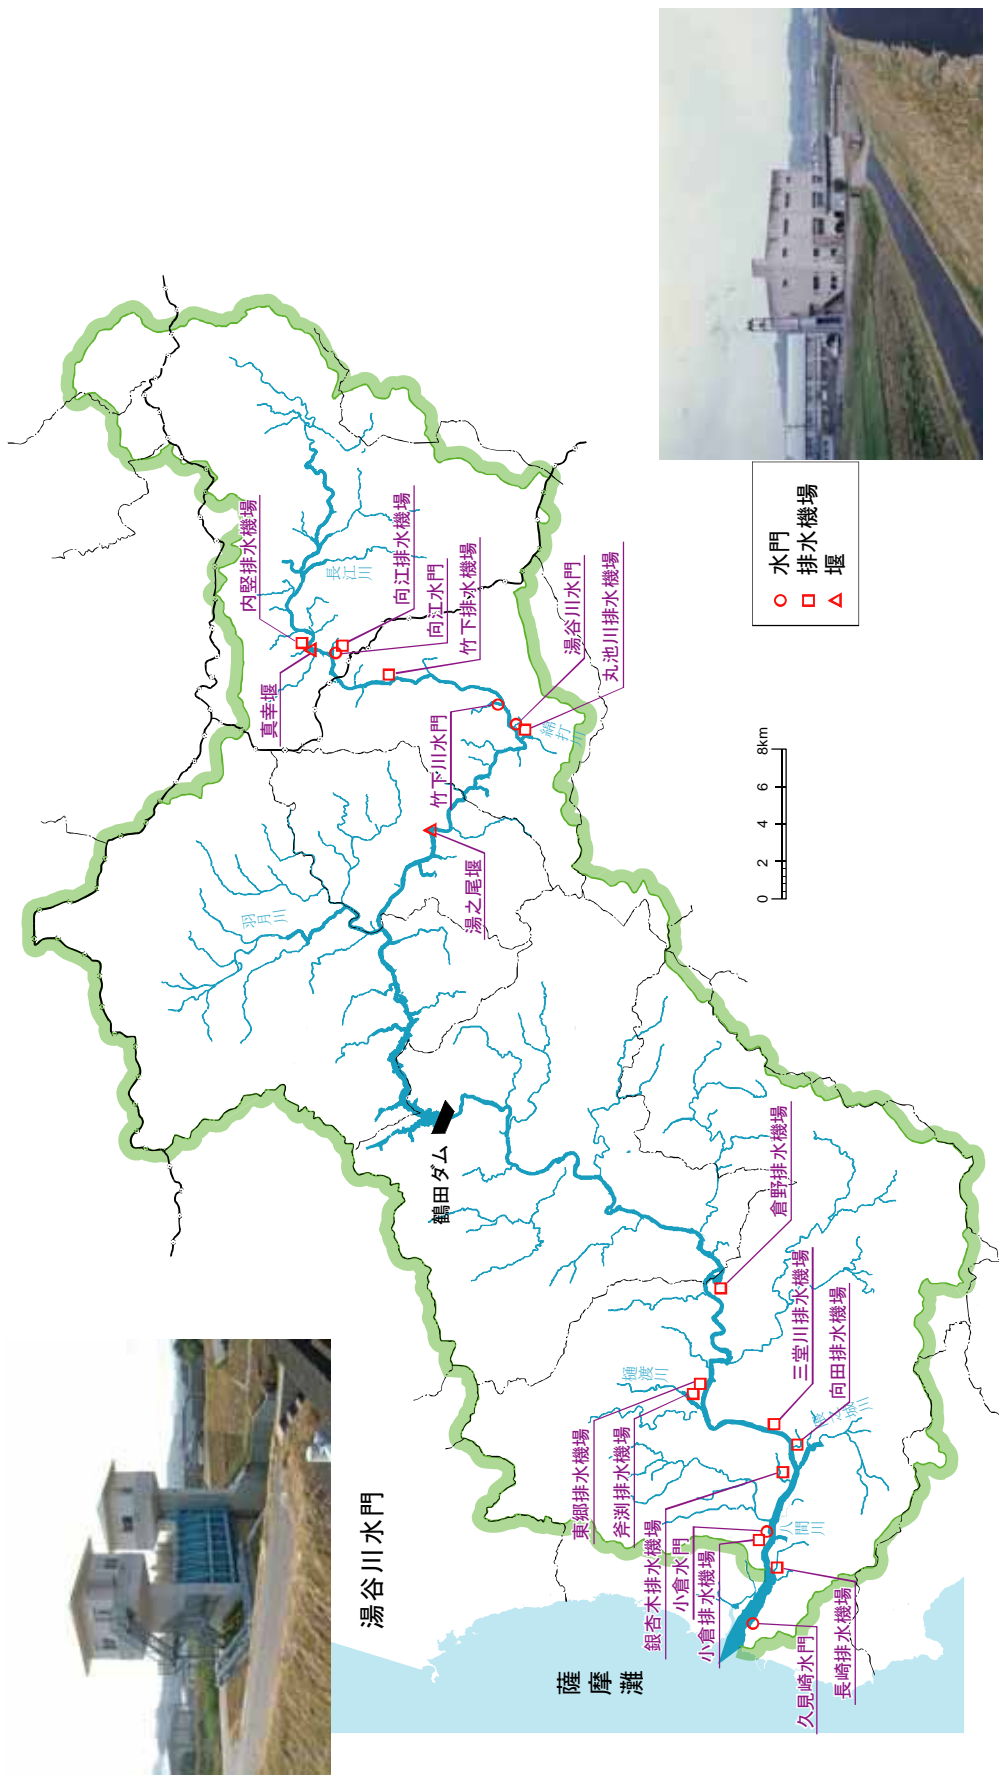 湯谷川水門
薩摩灘
鶴田ダム
羽月川
長江川
綿打川
樋渡川
八間川
内竪排水機場
真幸堰
向江排水機場
向江水門
竹下排水機場
湯谷川水門
丸池川排水機場
竹下川水門
湯之尾堰
倉野排水機場
三堂川排水機場
向田排水機場
東郷排水機場
斧渕排水機場
銀杏木排水機場
小倉水門
小倉排水機場
久見崎水門
長崎排水機場
水門
排水機場
堰
0 2 4 6 8km